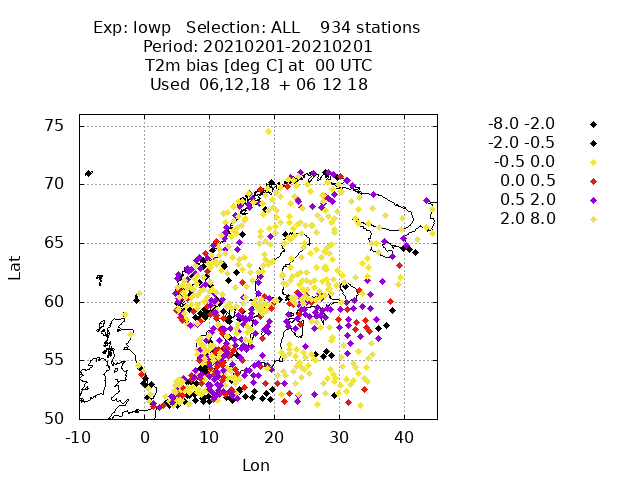 Exp: lowp   Selection: ALL    934 stations
Period: 20210201-20210201
T2m bias [deg C] at  00 UTC
Used  06,12,18  + 06 12 18
-8.0 -2.0
-2.0 -0.5
-0.5 0.0
0.0 0.5
0.5 2.0
2.0 8.0
75
70
65
60
55
50
Lat
-10 0 10 20 30 40
Lon